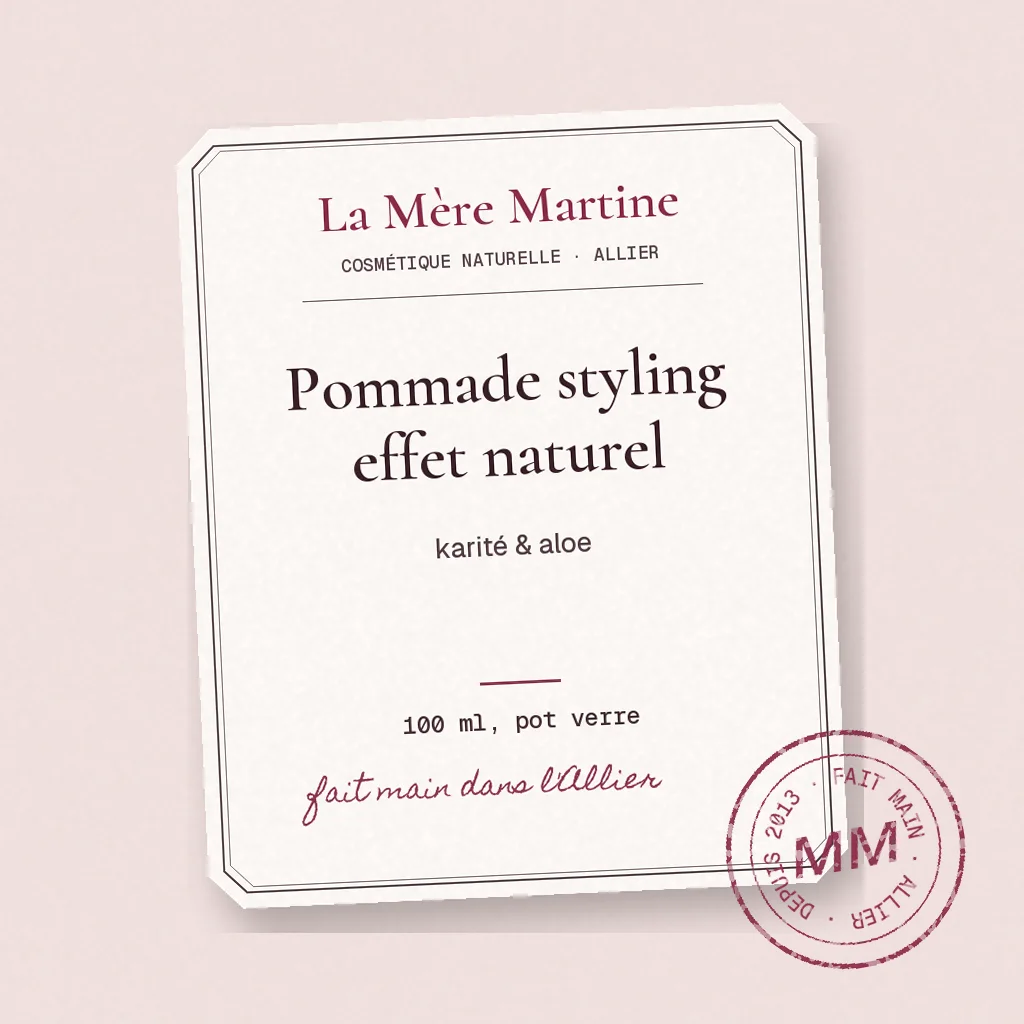 La Mère Martine
COSMÉTIQUE NATURELLE · ALLIER
Pommade styling
effet naturel
karité & aloe
100 ml, pot verre
fait main dans l'Allier
FAIT MAIN · ALLIER · DEPUIS 2013 ·
MM